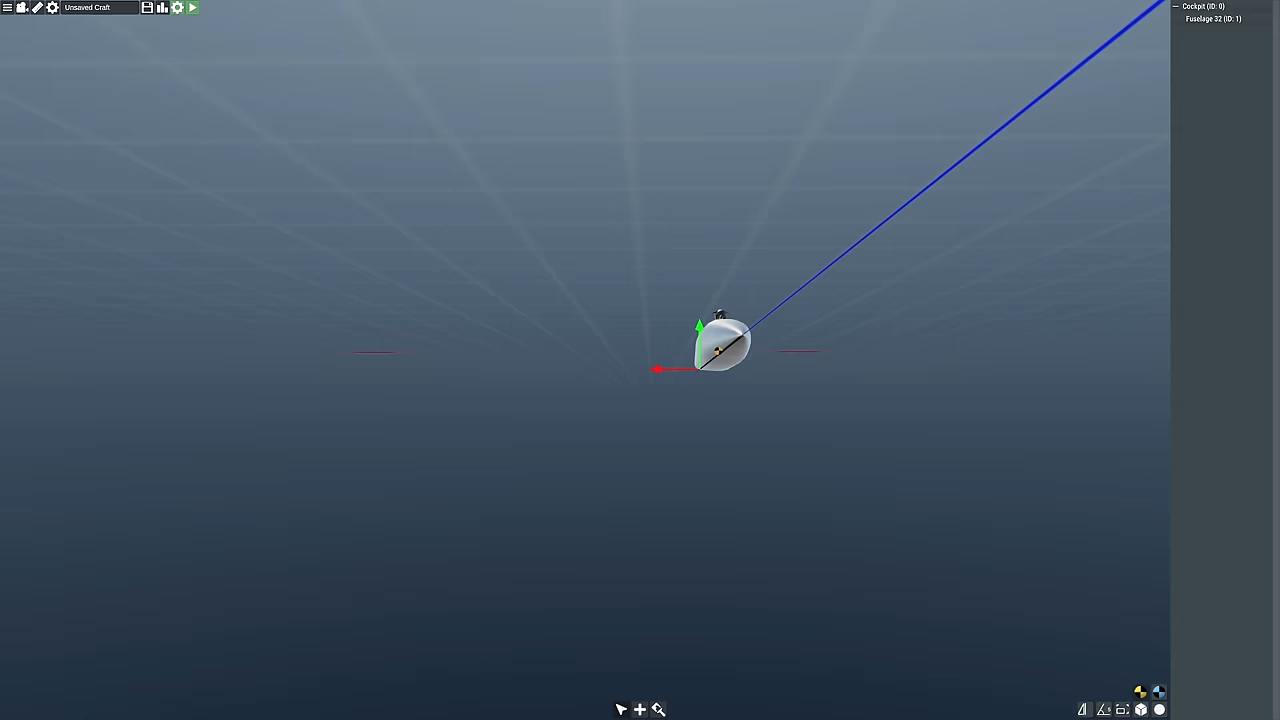 Unsaved Craft
Cockpit (ID: 0)
Fuselage 32 (ID: 1)